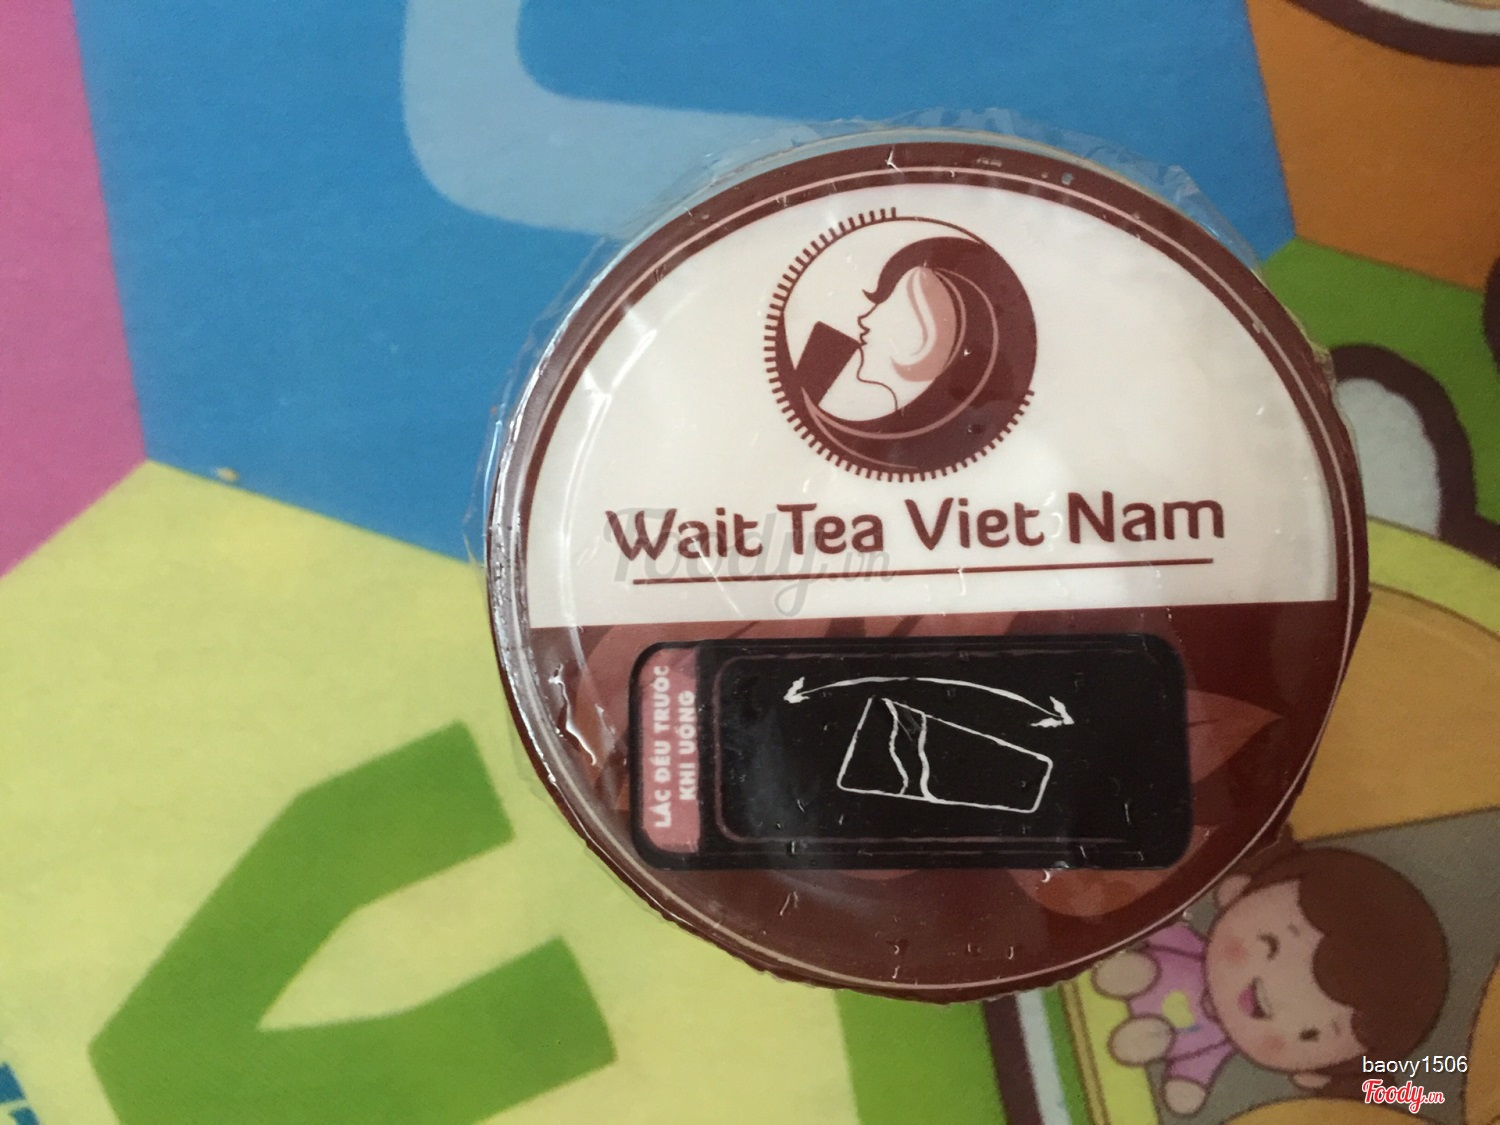 Wait Tea Viet Nam
LẮC ĐỀU TRƯỚC
KHI UỐNG
Foody.vn
baovy1506
Foody.vn